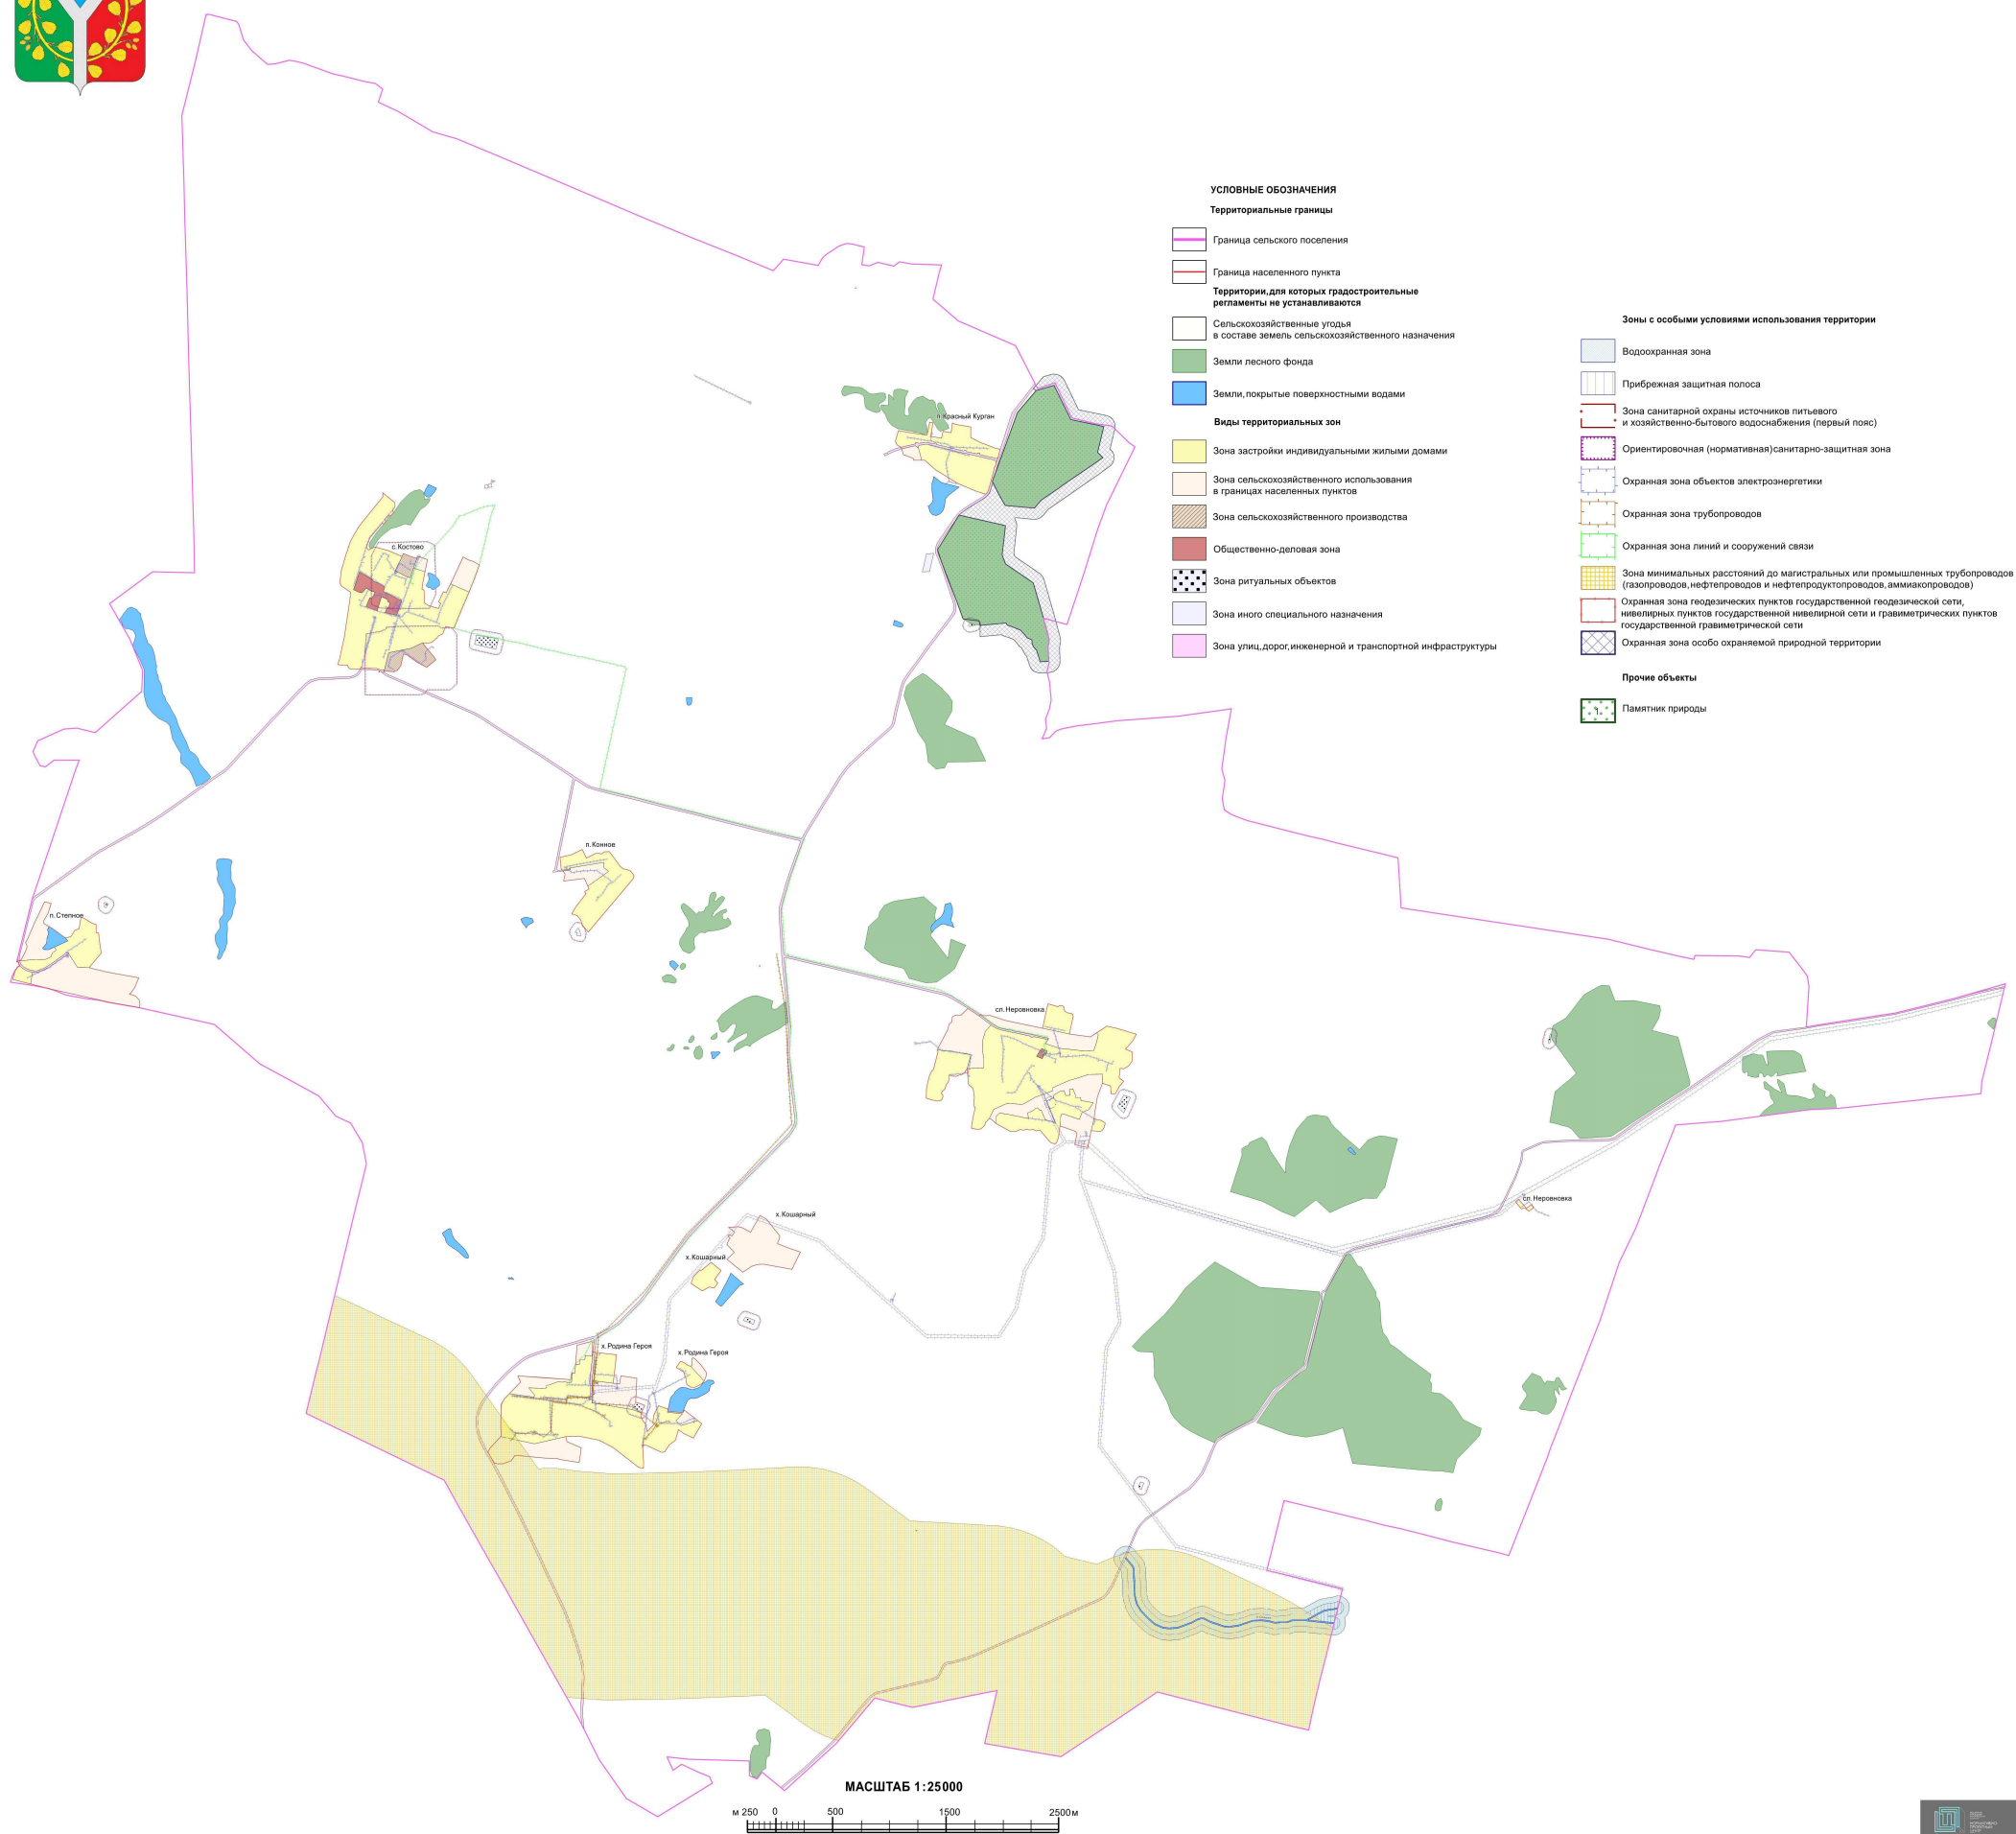 УСЛОВНЫЕ ОБОЗНАЧЕНИЯ
Территориальные границы
Граница сельского поселения
Граница населенного пункта
Территории, для которых градостроительные
регламенты не устанавливаются
Сельскохозяйственные угодья
в составе земель сельскохозяйственного назначения
Земли лесного фонда
Земли, покрытые поверхностными водами
Виды территориальных зон
Зона застройки индивидуальными жилыми домами
Зона сельскохозяйственного использования
в границах населенных пунктов
Зона сельскохозяйственного производства
Общественно-деловая зона
Зона ритуальных объектов
Зона иного специального назначения
Зона улиц, дорог, инженерной и транспортной инфраструктуры
Зоны с особыми условиями использования территории
Водоохранная зона
Прибрежная защитная полоса
Зона санитарной охраны источников питьевого
и хозяйственно-бытового водоснабжения (первый пояс)
Ориентировочная (нормативная) санитарно-защитная зона
Охранная зона объектов электроэнергетики
Охранная зона трубопроводов
Охранная зона линий и сооружений связи
Зона минимальных расстояний до магистральных или промышленных трубопроводов
(газопроводов, нефтепроводов и нефтепродуктопроводов, аммиакопроводов)
Охранная зона геодезических пунктов государственной геодезической сети,
нивелирных пунктов государственной нивелирной сети и гравиметрических пунктов
государственной гравиметрической сети
Охранная зона особо охраняемой природной территории
Прочие объекты
1
Памятник природы
п. Красный Курган
с. Костово
п. Конное
п. Степное
сл. Неровновка
сл. Неровновка
х. Кошарный
х. Кошарный
х. Родина Героя
х. Родина Героя
МАСШТАБ 1:25000
м 250 0 500 1500 2500м